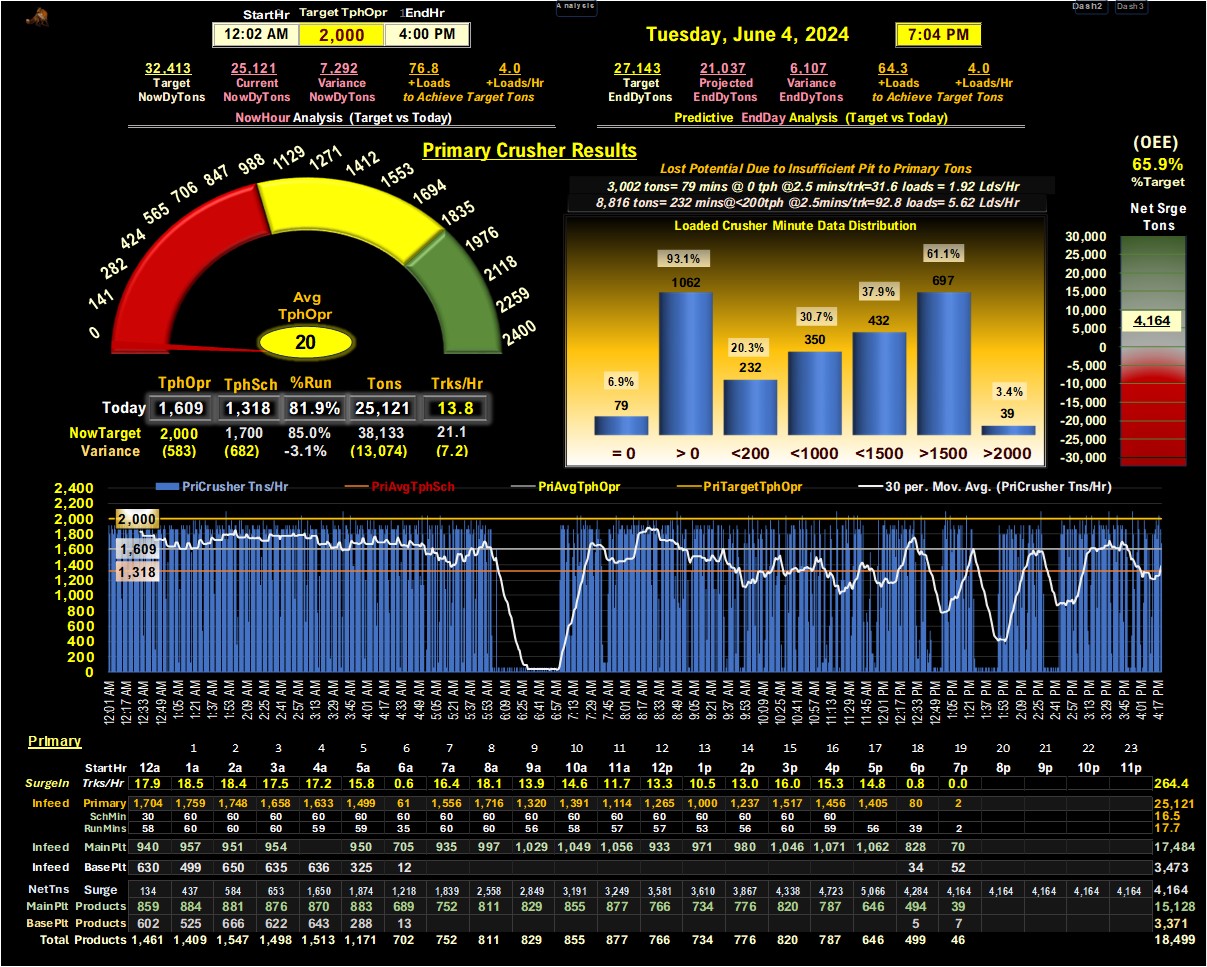 Analysis
Dash2 Dash3
StartHr Target TphOpr 1EndHr
12:02 AM 2,000 4:00 PM
Tuesday, June 4, 2024 7:04 PM
32,413 25,121 7,292 76.8 4.0
Target Current Variance +Loads +Loads/Hr
NowDyTons NowDyTons NowDyTons to Achieve Target Tons
NowHour Analysis (Target vs Today)
27,143 21,037 6,107 64.3 4.0
Target Projected Variance +Loads +Loads/Hr
EndDyTons EndDyTons EndDyTons to Achieve Target Tons
Predictive EndDay Analysis (Target vs Today)
Primary Crusher Results
0 141 282 424 565 706 847 988 1129 1271 1412 1553 1694 1835 1976 2118 2259 2400
Avg
TphOpr
20
TphOpr TphSch %Run Tons Trks/Hr
Today 1,609 1,318 81.9% 25,121 13.8
NowTarget 2,000 1,700 85.0% 38,133 21.1
Variance (583) (682) -3.1% (13,074) (7.2)
Lost Potential Due to Insufficient Pit to Primary Tons
3,002 tons= 79 mins @ 0 tph @2.5 mins/trk=31.6 loads = 1.92 Lds/Hr
8,816 tons= 232 mins@<200tph @2.5mins/trk=92.8 loads= 5.62 Lds/Hr
Loaded Crusher Minute Data Distribution
6.9% 93.1% 20.3% 30.7% 37.9% 61.1% 3.4%
79 1062 232 350 432 697 39
= 0 > 0 <200 <1000 <1500 >1500 >2000
(OEE)
65.9%
%Target
Net Srge
Tons
30,000
25,000
20,000
15,000
10,000
5,000
0
-5,000
-10,000
-15,000
-20,000
-25,000
-30,000
4,164
PriCrusher Tns/Hr PriAvgTphSch PriAvgTphOpr PriTargetTphOpr 30 per. Mov. Avg. (PriCrusher Tns/Hr)
2,400
2,200
2,000
1,800
1,600
1,400
1,200
1,000
800
600
400
200
0
2,000
1,609
1,318
12:01 AM 12:17 AM 12:33 AM 12:49 AM 1:05 AM 1:21 AM 1:37 AM 1:53 AM 2:09 AM 2:25 AM 2:41 AM 2:57 AM 3:13 AM 3:29 AM 3:45 AM 4:01 AM 4:17 AM 4:33 AM 4:49 AM 5:05 AM 5:21 AM 5:37 AM 5:53 AM 6:09 AM 6:25 AM 6:41 AM 6:57 AM 7:13 AM 7:29 AM 7:45 AM 8:01 AM 8:17 AM 8:33 AM 8:49 AM 9:05 AM 9:21 AM 9:37 AM 9:53 AM 10:09 AM 10:25 AM 10:41 AM 10:57 AM 11:13 AM 11:29 AM 11:45 AM 12:01 PM 12:17 PM 12:33 PM 12:49 PM 1:05 PM 1:21 PM 1:37 PM 1:53 PM 2:09 PM 2:25 PM 2:41 PM 2:57 PM 3:13 PM 3:29 PM 3:45 PM 4:01 PM 4:17 PM
Primary
1 2 3 4 5 6 7 8 9 10 11 12 13 14 15 16 17 18 19 20 21 22 23
StartHr 12a 1a 2a 3a 4a 5a 6a 7a 8a 9a 10a 11a 12p 1p 2p 3p 4p 5p 6p 7p 8p 9p 10p 11p
SurgeIn Trks/Hr 17.9 18.5 18.4 17.5 17.2 15.8 0.6 16.4 18.1 13.9 14.6 11.7 13.3 10.5 13.0 16.0 15.3 14.8 0.8 0.0 264.4
Infeed Primary 1,704 1,759 1,748 1,658 1,633 1,499 61 1,556 1,716 1,320 1,391 1,114 1,265 1,000 1,237 1,517 1,456 1,405 80 2 25,121
SchMin 30 60 60 60 60 60 60 60 60 60 60 60 60 60 60 60 60 16.5
RunMins 58 60 60 60 59 59 35 60 60 56 58 57 57 53 56 60 59 56 39 2 17.7
Infeed MainPlt 940 957 951 954 950 705 935 997 1,029 1,049 1,056 933 971 980 1,046 1,071 1,062 828 70 17,484
Infeed BasePlt 630 499 650 635 636 325 12 34 52 3,473
NetTns Surge 134 437 584 653 1,650 1,874 1,218 1,839 2,558 2,849 3,191 3,249 3,581 3,610 3,867 4,338 4,723 5,066 4,284 4,164 4,164 4,164 4,164 4,164 4,164
MainPlt Products 859 884 881 876 870 883 689 752 811 829 855 877 766 734 776 820 787 646 494 39 15,128
BasePlt Products 602 525 666 622 643 288 13 5 7 3,371
Total Products 1,461 1,409 1,547 1,498 1,513 1,171 702 752 811 829 855 877 766 734 776 820 787 646 499 46 18,499